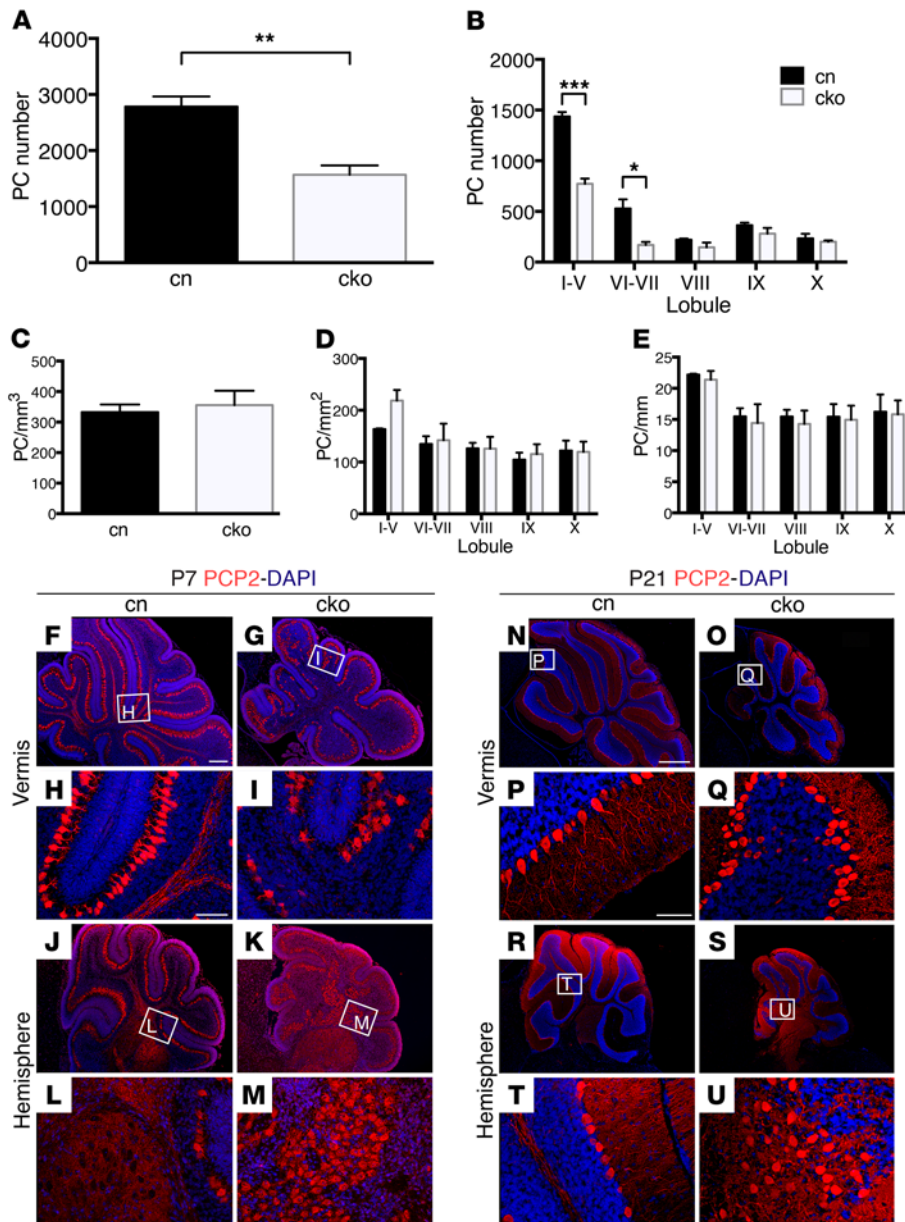 A
4000
3000
2000
1000
0
PC number
**
cn
cko
B
2000
1500
1000
500
0
PC number
***
*
cn
cko
I-V
VI-VII
VIII
IX
X
Lobule
C
500
400
300
200
100
0
PC/mm3
cn
cko
D
300
200
100
0
PC/mm2
I-V
VI-VII
VIII
IX
X
Lobule
E
25
20
15
10
5
0
PC/mm
I-V
VI-VII
VIII
IX
X
Lobule
P7 PCP2-DAPI
cn
cko
P21 PCP2-DAPI
cn
cko
Vermis
F
H
G
I
H
I
Hemisphere
J
L
K
M
L
M
Vermis
N
P
O
Q
P
Q
Hemisphere
R
T
S
U
T
U